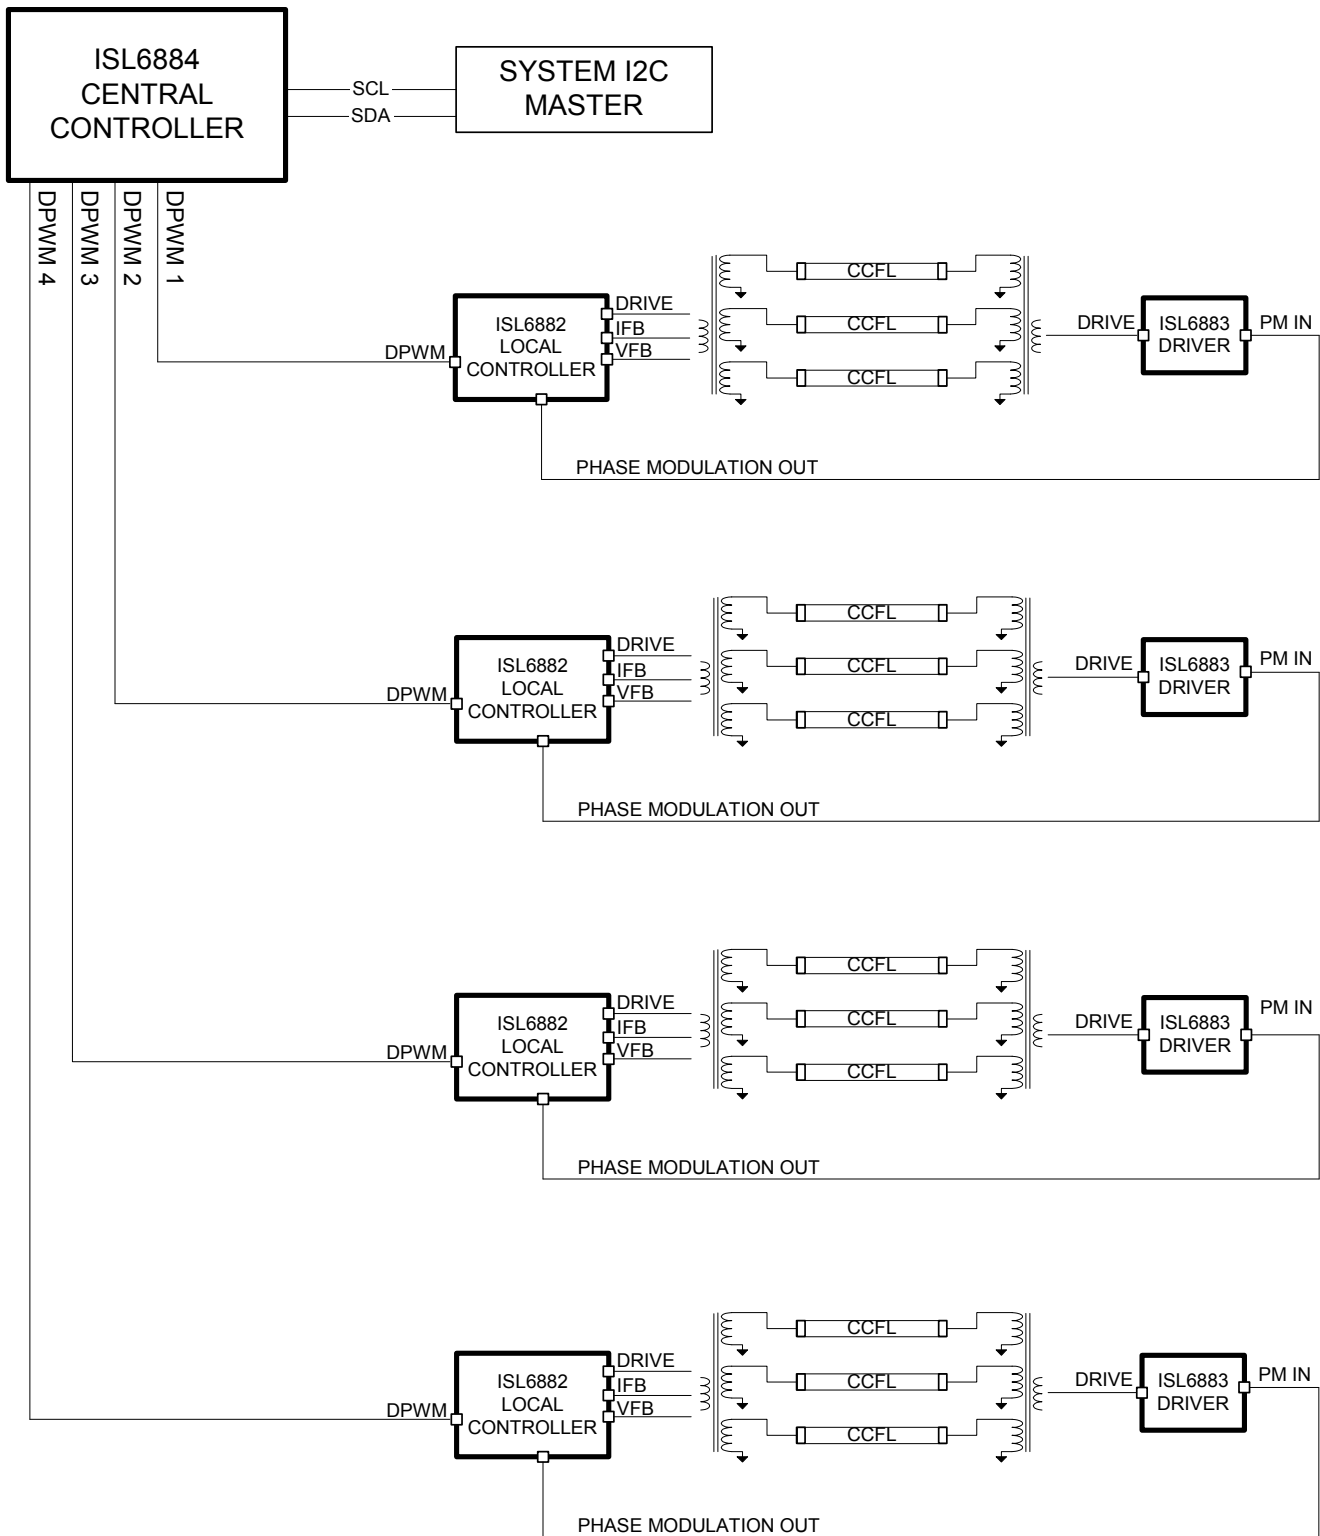 ISL6884
CENTRAL
CONTROLLER
SCL
SDA
SYSTEM I2C
MASTER
DPWM 4
DPWM 3
DPWM 2
DPWM 1
DPWM
ISL6882
LOCAL
CONTROLLER
DRIVE
IFB
VFB
CCFL
CCFL
CCFL
DRIVE
ISL6883
DRIVER
PM IN
PHASE MODULATION OUT
DPWM
ISL6882
LOCAL
CONTROLLER
DRIVE
IFB
VFB
CCFL
CCFL
CCFL
DRIVE
ISL6883
DRIVER
PM IN
PHASE MODULATION OUT
DPWM
ISL6882
LOCAL
CONTROLLER
DRIVE
IFB
VFB
CCFL
CCFL
CCFL
DRIVE
ISL6883
DRIVER
PM IN
PHASE MODULATION OUT
DPWM
ISL6882
LOCAL
CONTROLLER
DRIVE
IFB
VFB
CCFL
CCFL
CCFL
DRIVE
ISL6883
DRIVER
PM IN
PHASE MODULATION OUT